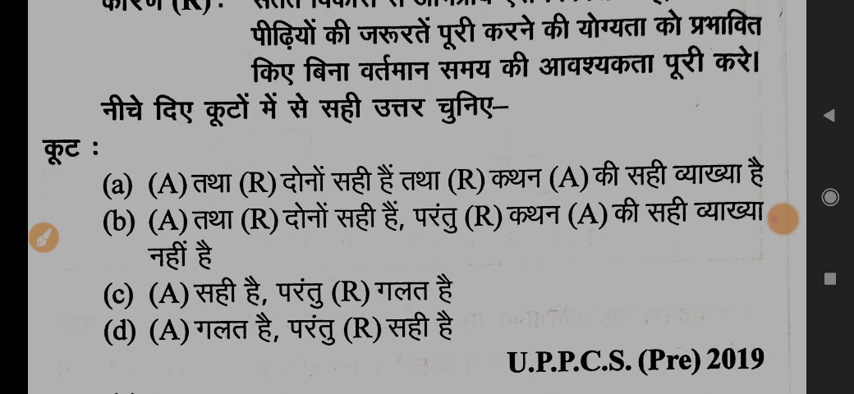 पीढ़ियों की जरूरतें पूरी करने की योग्यता को प्रभावित
किए बिना वर्तमान समय की आवश्यकता पूरी करे।
नीचे दिए कूटों में से सही उत्तर चुनिए–
कूट :
(a) (A) तथा (R) दोनों सही हैं तथा (R) कथन (A) की सही व्याख्या है
(b) (A) तथा (R) दोनों सही हैं, परंतु (R) कथन (A) की सही व्याख्या
नहीं है
(c) (A) सही है, परंतु (R) गलत है
(d) (A) गलत है, परंतु (R) सही है
U.P.P.C.S. (Pre) 2019